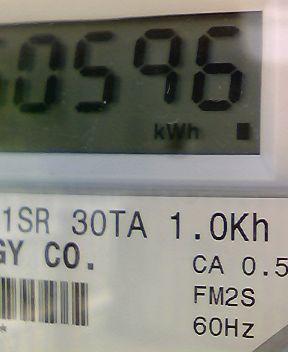 0596
kWh
1SR 30TA 1.0Kh
GY CO.
CA 0.5
FM2S
60Hz